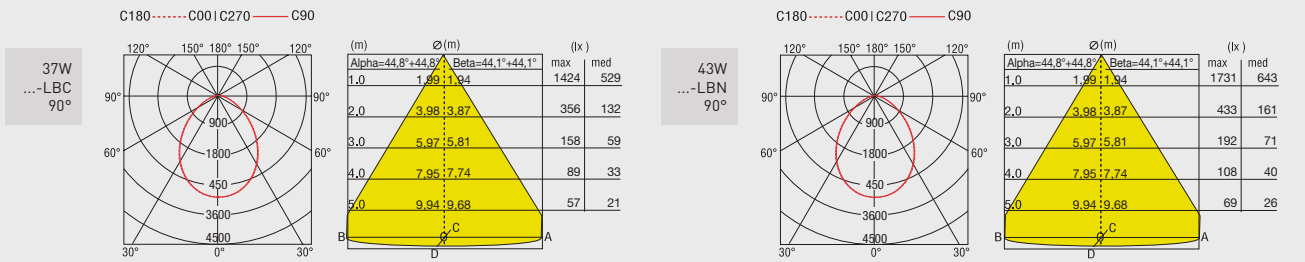 C180 C00 | C270 C90
37W
...-LBC
90°
120° 150° 180° 150° 120°
90° 90°
60° 60°
900
1800
450
3600
4500
30° 0° 30°
(m) Ø(m) (lx )
Alpha=44,8°+44,8° Beta=44,1°+44,1° max med
1.0 1,99 1,94 1424 529
2.0 3,98 3,87 356 132
3.0 5,97 5,81 158 59
4.0 7,95 7,74 89 33
5.0 9,94 9,68 57 21
B C A
D
C180 C00 | C270 C90
43W
...-LBN
90°
120° 150° 180° 150° 120°
90° 90°
60° 60°
900
1800
450
3600
4500
30° 0° 30°
(m) Ø(m) (lx )
Alpha=44,8°+44,8° Beta=44,1°+44,1° max med
1.0 1,99 1,94 1731 643
2.0 3,98 3,87 433 161
3.0 5,97 5,81 192 71
4.0 7,95 7,74 108 40
5.0 9,94 9,68 69 26
B C A
D